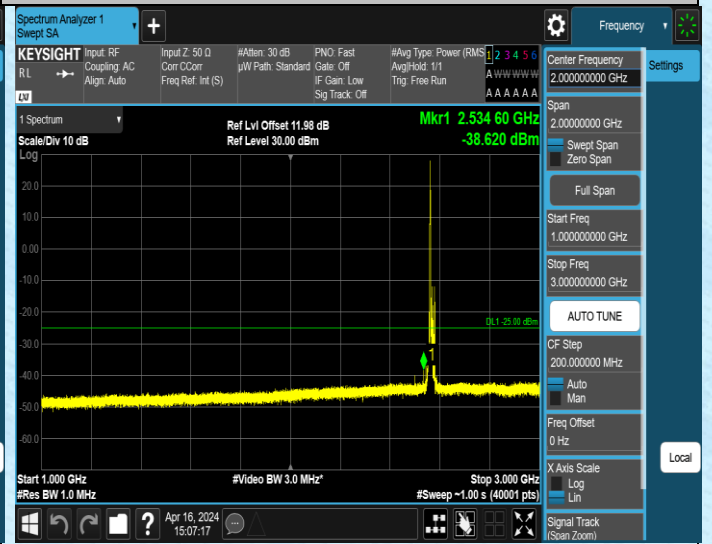 Spectrum Analyzer 1
Swept SA
+
Frequency
KEYSIGHT
RL
LXI
Input: RF
Coupling: AC
Align: Auto
Input Z: 50 Ω
Corr CCorr
Freq Ref: Int (S)
#Atten: 30 dB
µW Path: Standard
PNO: Fast
Gate: Off
IF Gain: Low
Sig Track: Off
#Avg Type: Power (RMS
Avg|Hold: 1/1
Trig: Free Run
1 2 3 4 5 6
A W W W W W
A A A A A A
1 Spectrum
Scale/Div 10 dB
Ref Lvl Offset 11.98 dB
Ref Level 30.00 dBm
Mkr1 2.534 60 GHz
-38.620 dBm
Log
20.0
10.0
0.00
-10.0
-20.0
-30.0
-40.0
-50.0
-60.0
DL1 -25.00 dBm
Start 1.000 GHz
#Res BW 1.0 MHz
#Video BW 3.0 MHz*
Stop 3.000 GHz
#Sweep ~1.00 s (40001 pts)
?
Apr 16, 2024
15:07:17
Center Frequency
2.000000000 GHz
Span
2.00000000 GHz
Swept Span
Zero Span
Full Span
Start Freq
1.000000000 GHz
Stop Freq
3.000000000 GHz
AUTO TUNE
CF Step
200.000000 MHz
Auto
Man
Freq Offset
0 Hz
X Axis Scale
Log
Lin
Signal Track
(Span Zoom)
Settings
Local